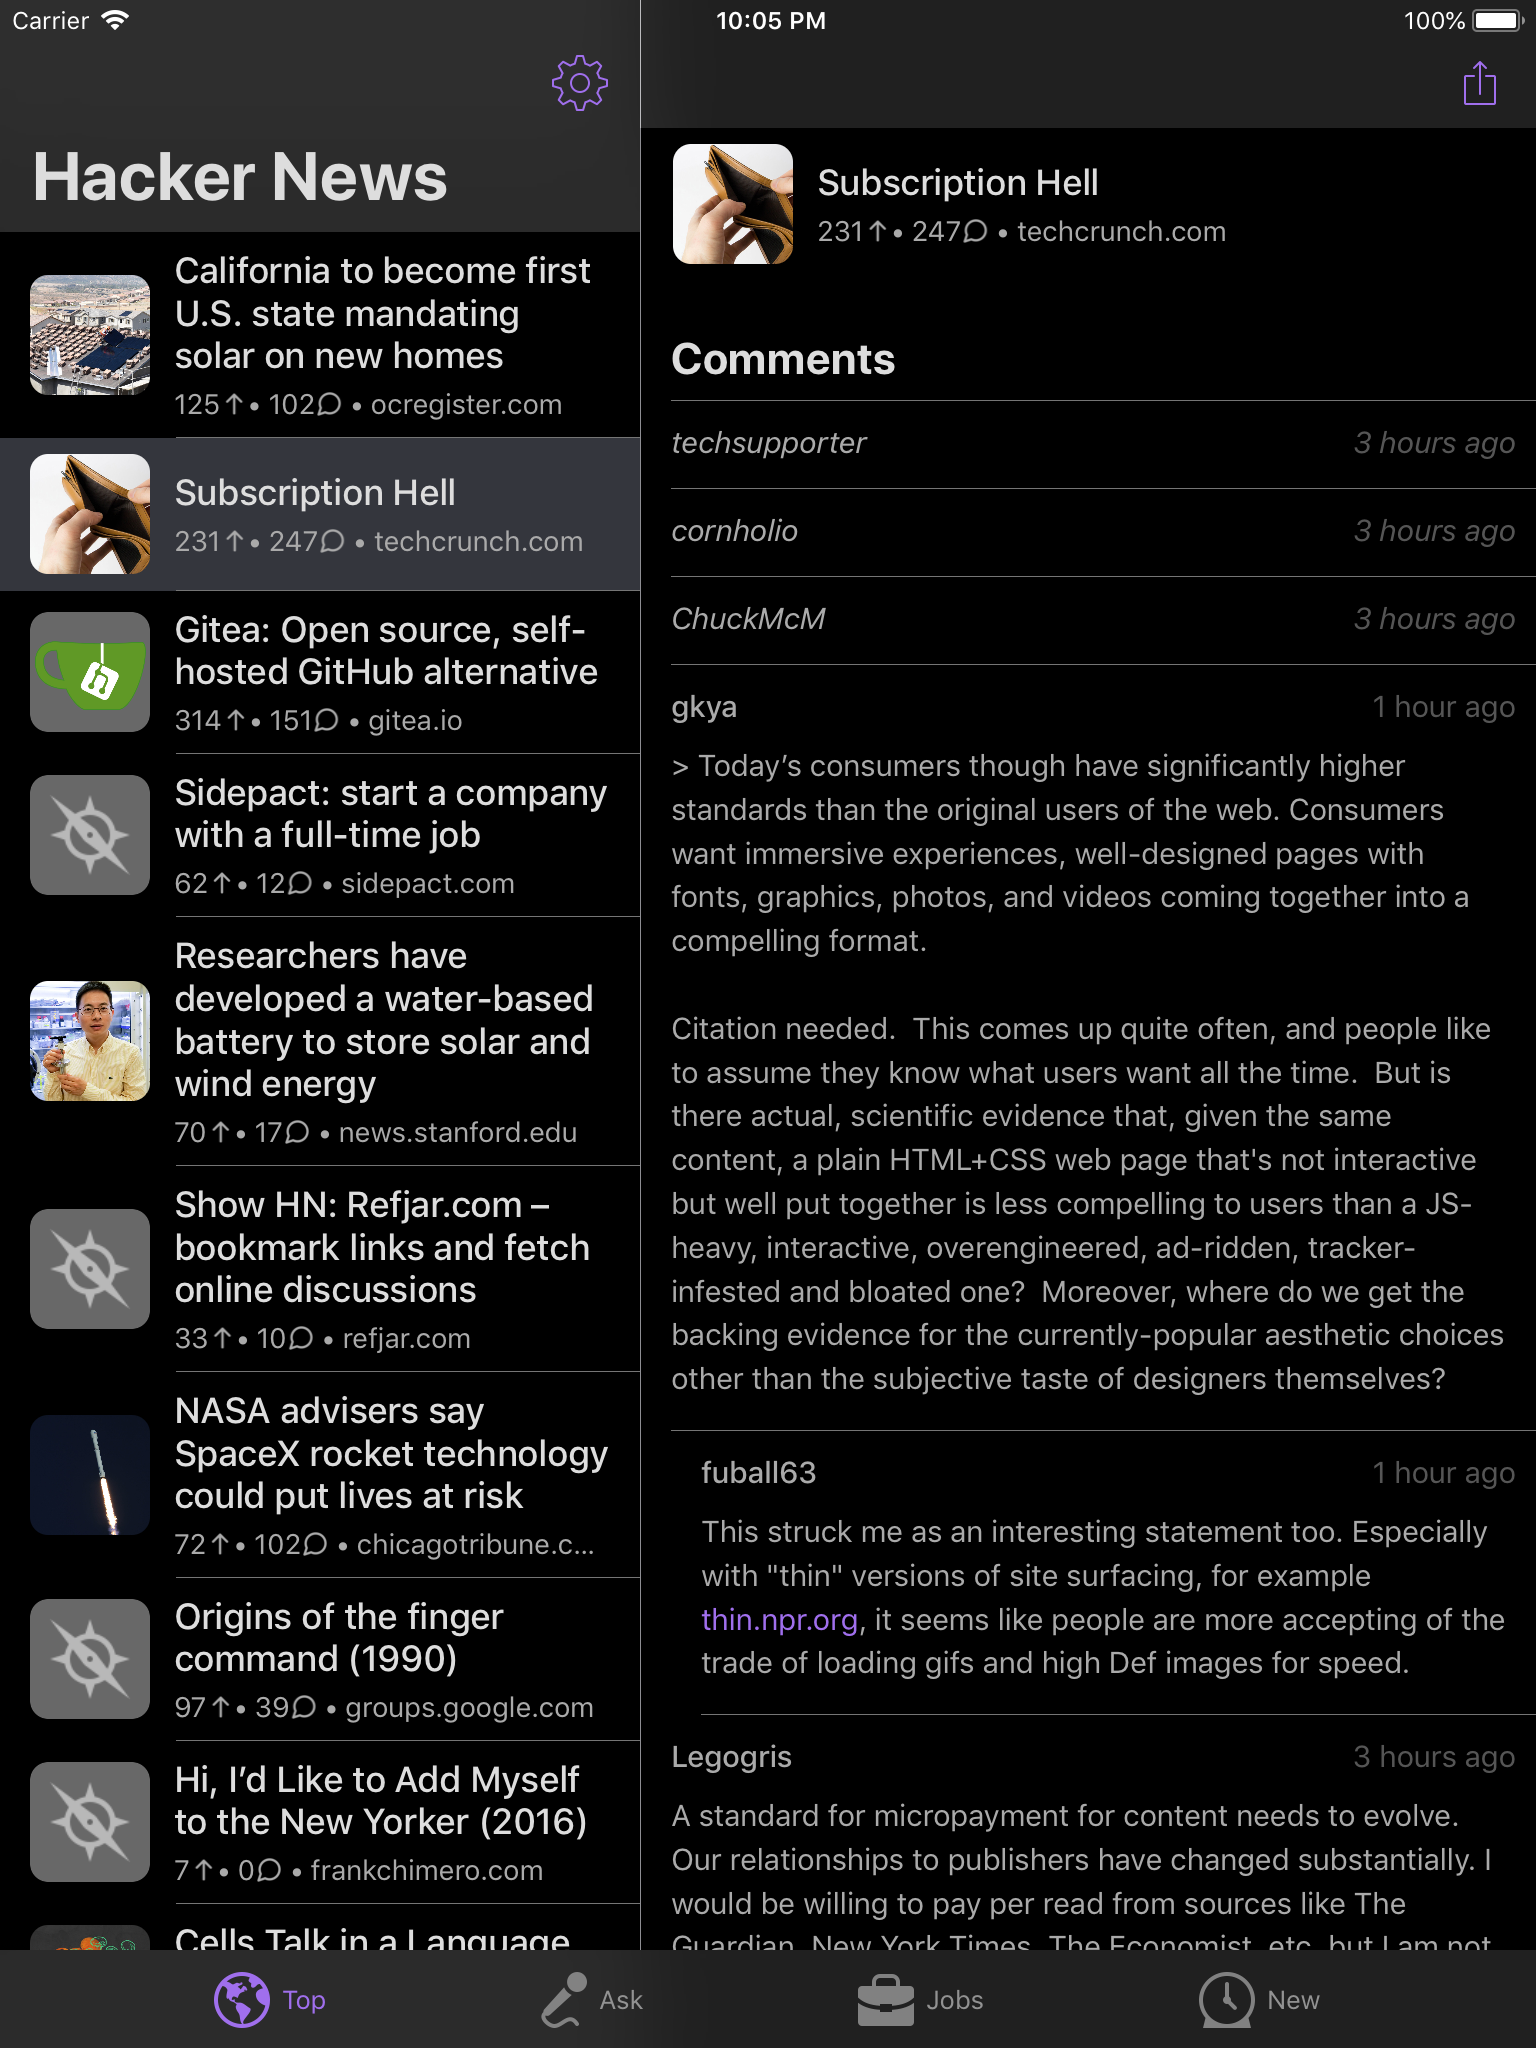 Carrier
10:05 PM
100%
Hacker News
California to become first
U.S. state mandating
solar on new homes
125↑• 102 • ocregister.com
Subscription Hell
231↑• 247 • techcrunch.com
Gitea: Open source, self-
hosted GitHub alternative
314↑• 151 • gitea.io
Sidepact: start a company
with a full-time job
62↑• 12 • sidepact.com
Researchers have
developed a water-based
battery to store solar and
wind energy
70↑• 17 • news.stanford.edu
Show HN: Refjar.com –
bookmark links and fetch
online discussions
33↑• 10 • refjar.com
NASA advisers say
SpaceX rocket technology
could put lives at risk
72↑• 102 • chicagotribune.c...
Origins of the finger
command (1990)
97↑• 39 • groups.google.com
Hi, I’d Like to Add Myself
to the New Yorker (2016)
7↑• 0 • frankchimero.com
Cells Talk in a Language
Subscription Hell
231↑• 247 • techcrunch.com
Comments
techsupporter 3 hours ago
cornholio 3 hours ago
ChuckMcM 3 hours ago
gkya 1 hour ago
> Today’s consumers though have significantly higher
standards than the original users of the web. Consumers
want immersive experiences, well-designed pages with
fonts, graphics, photos, and videos coming together into a
compelling format.
Citation needed.  This comes up quite often, and people like
to assume they know what users want all the time.  But is
there actual, scientific evidence that, given the same
content, a plain HTML+CSS web page that's not interactive
but well put together is less compelling to users than a JS-
heavy, interactive, overengineered, ad-ridden, tracker-
infested and bloated one?  Moreover, where do we get the
backing evidence for the currently-popular aesthetic choices
other than the subjective taste of designers themselves?
fuball63 1 hour ago
This struck me as an interesting statement too. Especially
with "thin" versions of site surfacing, for example
thin.npr.org, it seems like people are more accepting of the
trade of loading gifs and high Def images for speed.
Legogris 3 hours ago
A standard for micropayment for content needs to evolve.
Our relationships to publishers have changed substantially. I
would be willing to pay per read from sources like The
Guardian, New York Times, The Economist, etc, but I am not
Top
Ask
Jobs
New